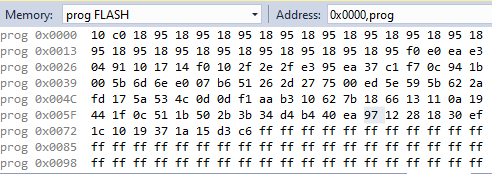 Memory: prog FLASH Address: 0x0000,prog
prog 0x0000 10 c0 18 95 18 95 18 95 18 95 18 95 18 95 18 95 18 95 18
prog 0x0013 95 18 95 18 95 18 95 18 95 18 95 18 95 18 95 f0 e0 ea e3
prog 0x0026 04 91 10 17 14 f0 10 2f 2e 2f e3 95 ea 37 c1 f7 0c 94 1b
prog 0x0039 00 5b 6d 6e e0 07 b6 51 26 2d 27 75 00 ed 5e 59 5b 62 2a
prog 0x004C fd 17 5a 53 4c 0d 0d f1 aa b3 10 62 7b 18 66 13 11 0a 19
prog 0x005F 44 1f 0c 51 1b 50 2b 3b 34 d4 b4 40 ea 97 12 28 18 30 ef
prog 0x0072 1c 10 19 37 1a 15 d3 c6 ff ff ff ff ff ff ff ff ff ff ff
prog 0x0085 ff ff ff ff ff ff ff ff ff ff ff ff ff ff ff ff ff ff ff
prog 0x0098 ff ff ff ff ff ff ff ff ff ff ff ff ff ff ff ff ff ff ff